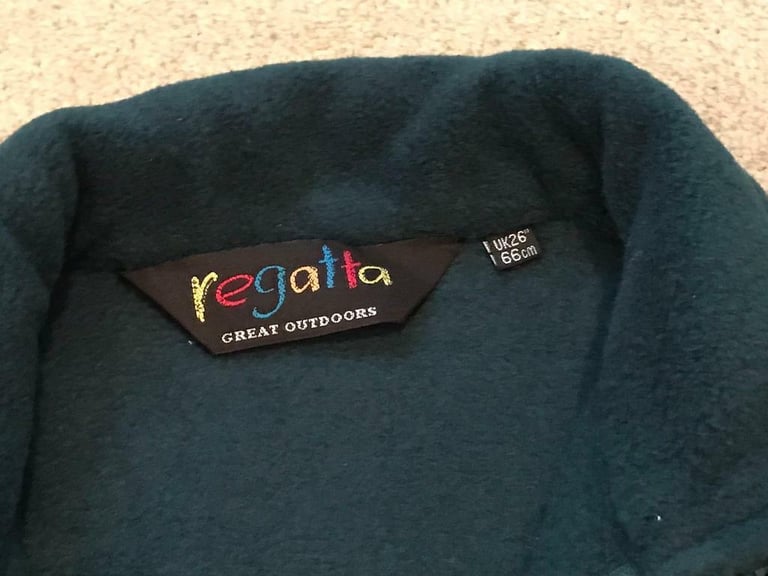 regatta
GREAT OUTDOORS
UK26"
66cm